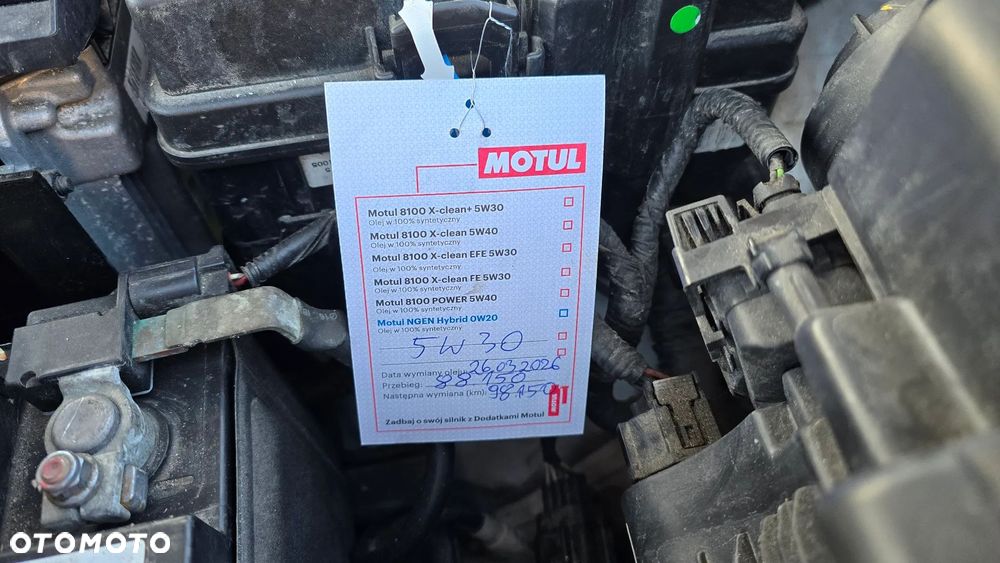 MOTUL
Motul 8100 X-clean+ 5W30
Olej w 100% syntetyczny
Motul 8100 X-clean 5W40
Olej w 100% syntetyczny
Motul 8100 X-clean EFE 5W30
Olej w 100% syntetyczny
Motul 8100 X-clean FE 5W30
Olej w 100% syntetyczny
Motul 8100 POWER 5W40
Olej w 100% syntetyczny
Motul NGEN Hybrid 0W20
Olej w 100% syntetyczny
5W30
Data wymiany oleju: 26.03.2026
Przebieg: 88150
Następna wymiana (km): 98150
Zadbaj o swój silnik z Dodatkami Motul
MOTUL
OTOMOTO